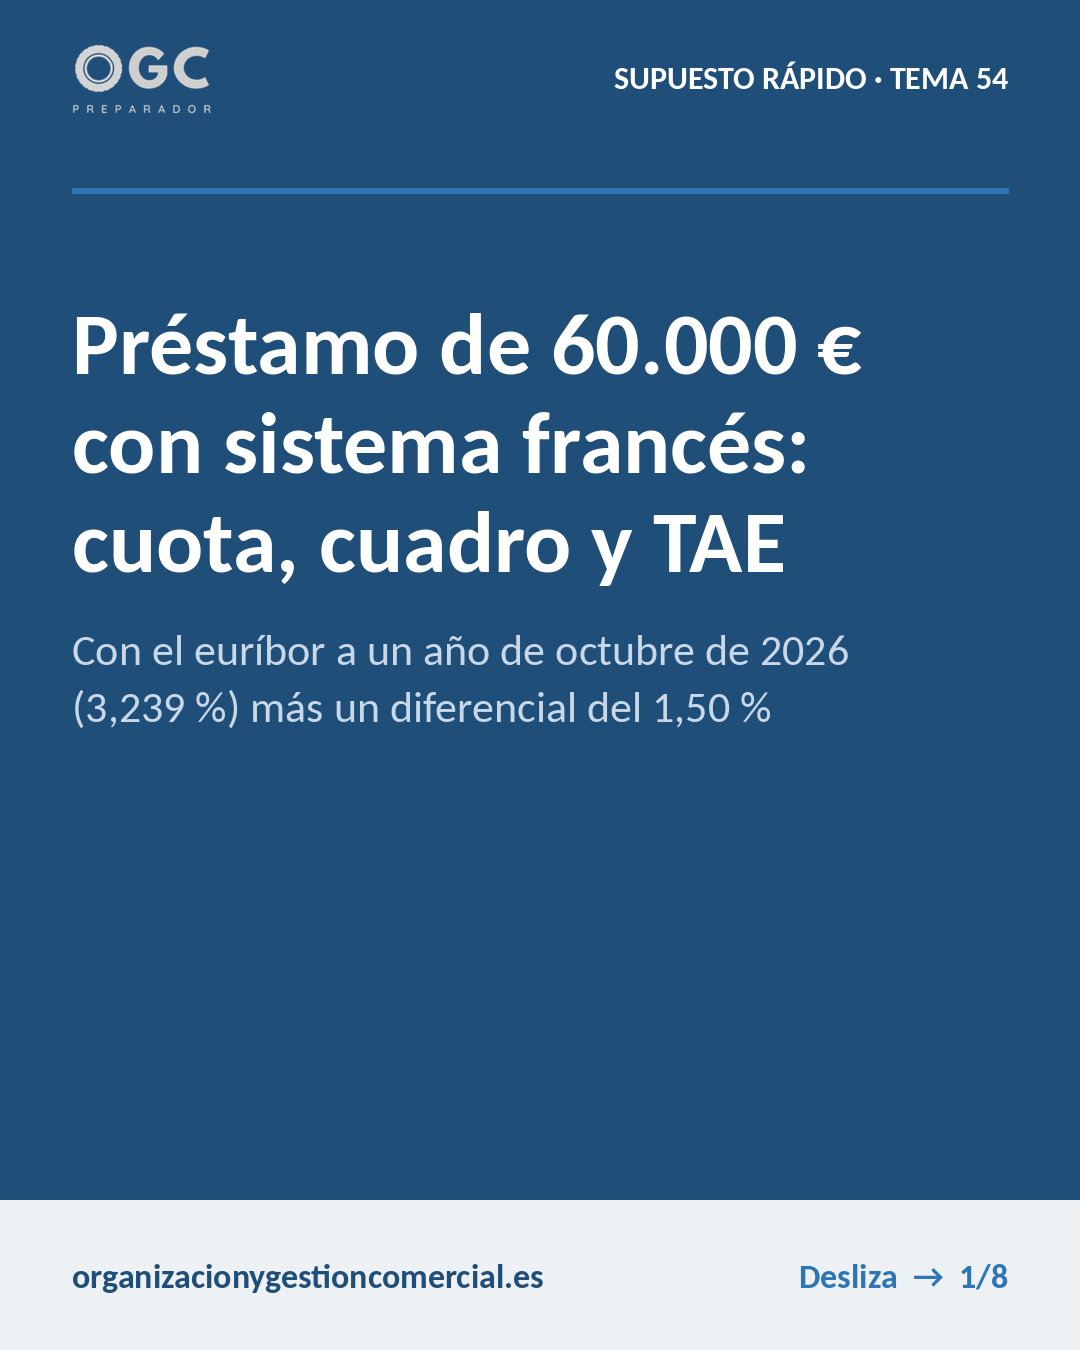 OGC
PREPARADOR
SUPUESTO RÁPIDO · TEMA 54
Préstamo de 60.000 €
con sistema francés:
cuota, cuadro y TAE
Con el euríbor a un año de octubre de 2026
(3,239 %) más un diferencial del 1,50 %
organizacionygestioncomercial.es
Desliza → 1/8